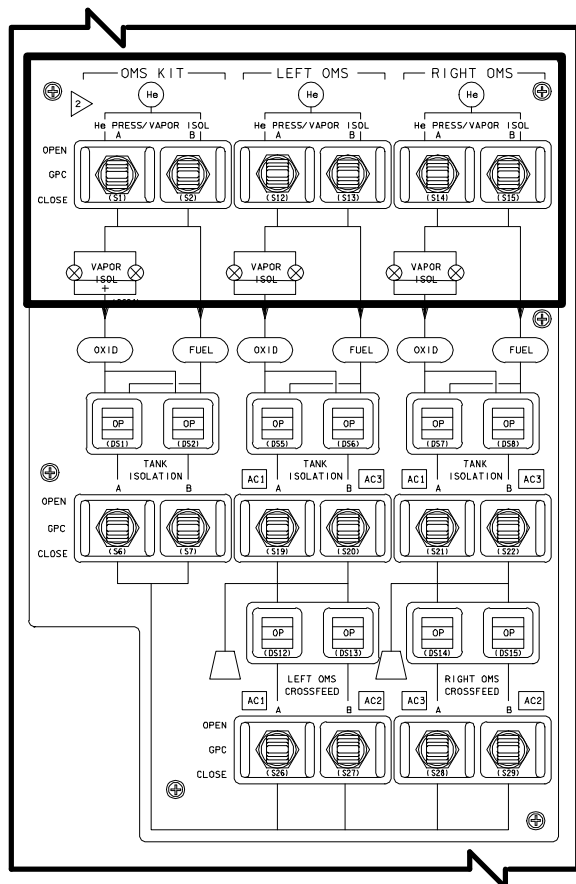 OMS KIT LEFT OMS RIGHT OMS
2 He He He
He PRESS/VAPOR ISOL He PRESS/VAPOR ISOL He PRESS/VAPOR ISOL
A B A B A B
OPEN
GPC
CLOSE
(S1) (S2) (S12) (S13) (S14) (S15)
VAPOR ISOL VAPOR ISOL VAPOR ISOL
OXID FUEL OXID FUEL OXID FUEL
OP OP OP OP OP OP
(DS1) (DS2) (DS5) (DS6) (DS7) (DS8)
TANK ISOLATION TANK ISOLATION TANK ISOLATION
A B AC1 A B AC3 AC1 A B AC3
OPEN
GPC
CLOSE
(S6) (S7) (S19) (S20) (S21) (S22)
OP OP OP OP
(DS12) (DS13) (DS14) (DS15)
LEFT OMS CROSSFEED RIGHT OMS CROSSFEED
AC1 A B AC2 AC3 A B AC2
OPEN
GPC
CLOSE
(S26) (S27) (S28) (S29)